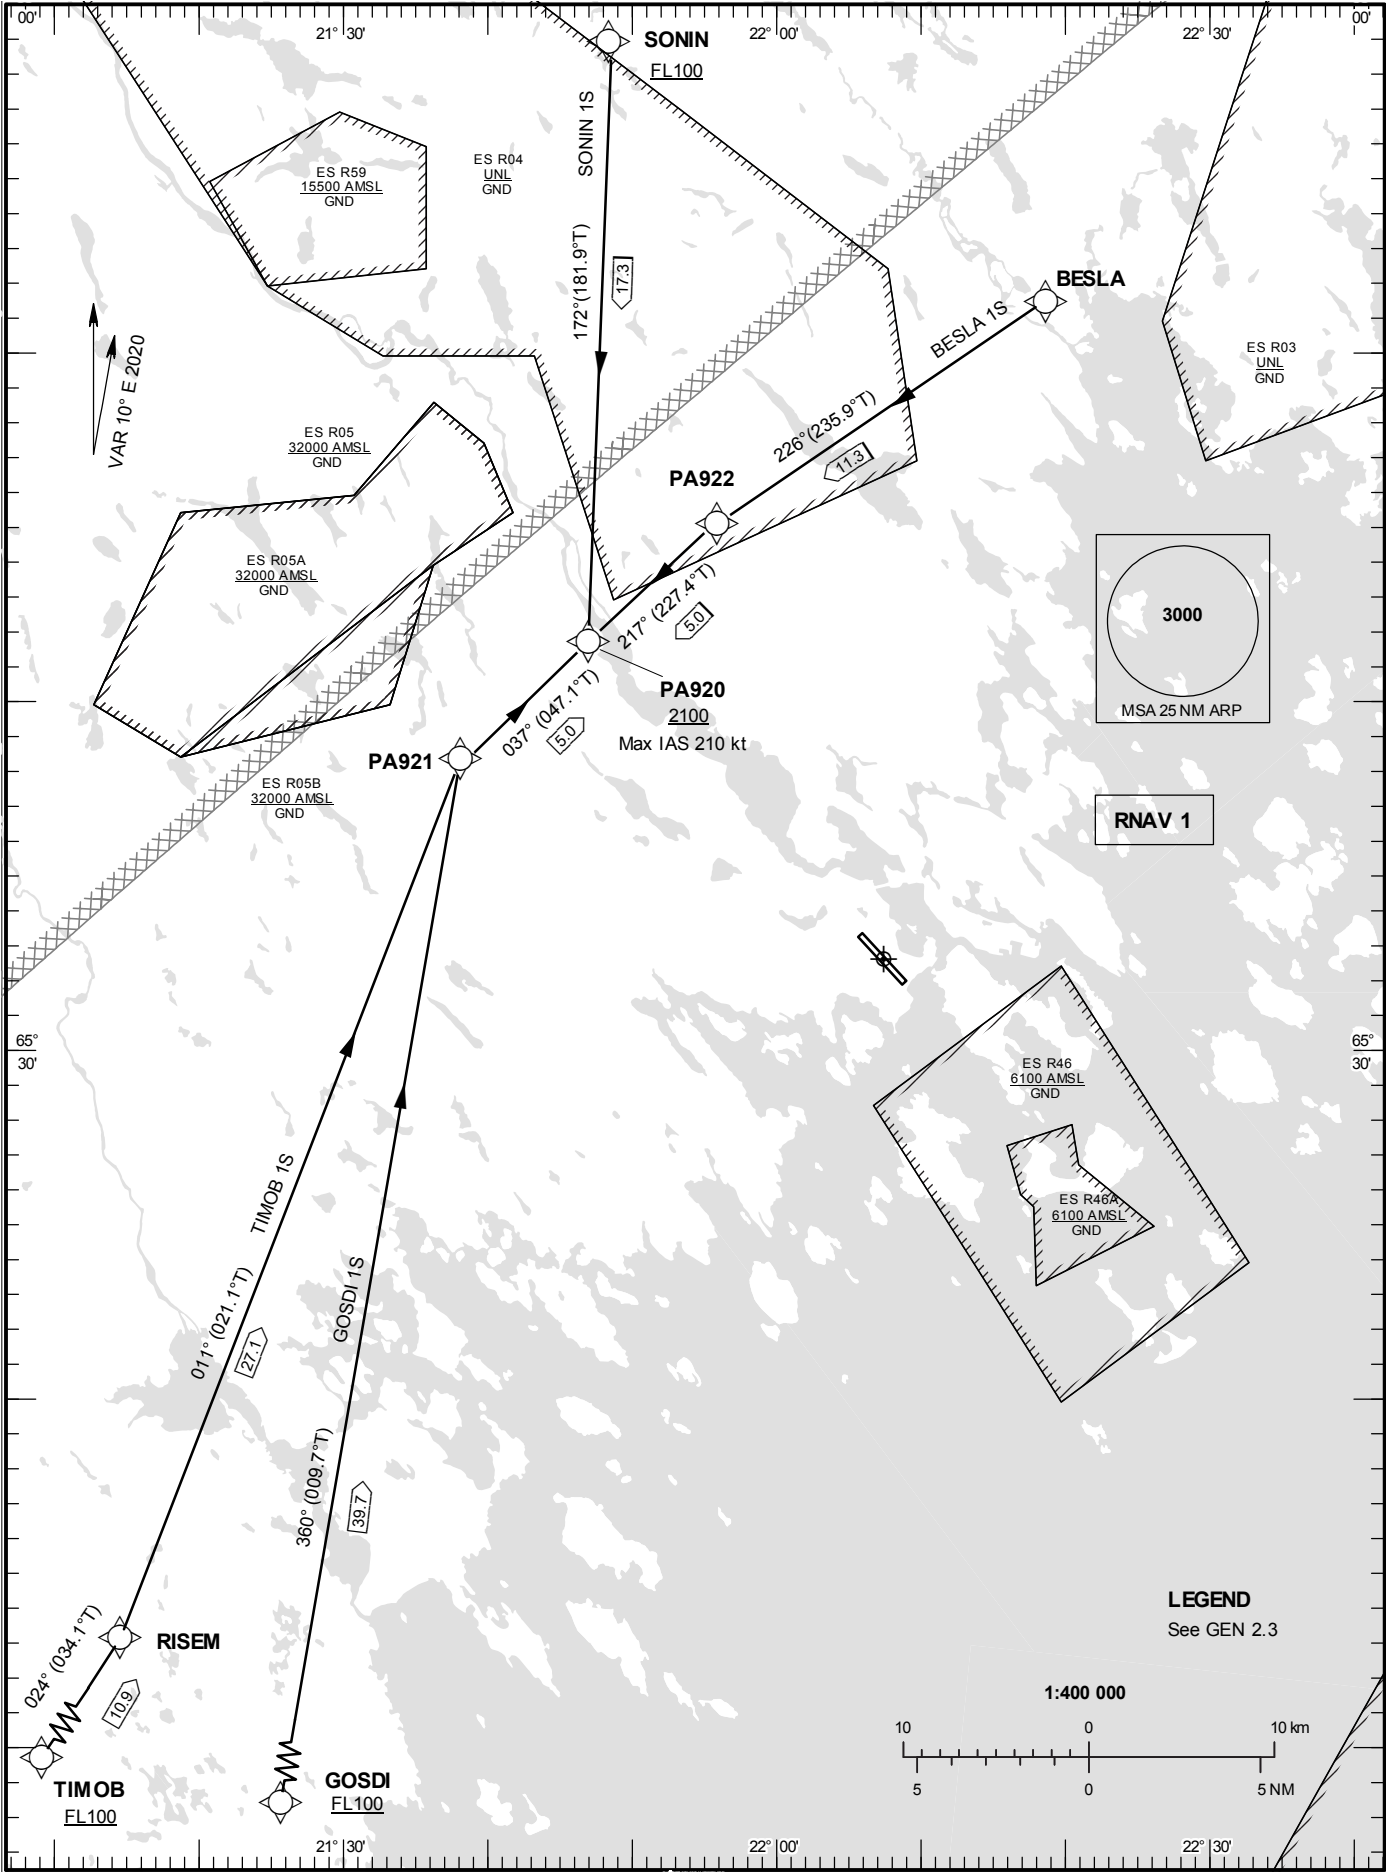 00'
21° 30'
22° 00'
22° 30'
00'
SONIN
FL100
SONIN 1S
172°(181.9°T)
17.3
ES R59
15500 AMSL
GND
ES R04
UNL
GND
BESLA
BESLA 1S
226°(235.9°T)
11.3
ES R03
UNL
GND
VAR 10° E 2020
ES R05
32000 AMSL
GND
PA922
ES R05A
32000 AMSL
GND
217° (227.4°T)
5.0
3000
MSA 25 NM ARP
PA920
2100
Max IAS 210 kt
037° (047.1°T)
5.0
PA921
ES R05B
32000 AMSL
GND
RNAV 1
65°
30'
65°
30'
ES R46
6100 AMSL
GND
ES R46A
6100 AMSL
GND
TIMOB 1S
011° (021.1°T)
27.1
GOSDI 1S
360° (009.7°T)
39.7
024° (034.1°T)
10.9
RISEM
LEGEND
See GEN 2.3
1:400 000
10 0 10 km
5 0 5 NM
TIMOB
FL100
GOSDI
FL100
21° 30'
22° 00'
22° 30'